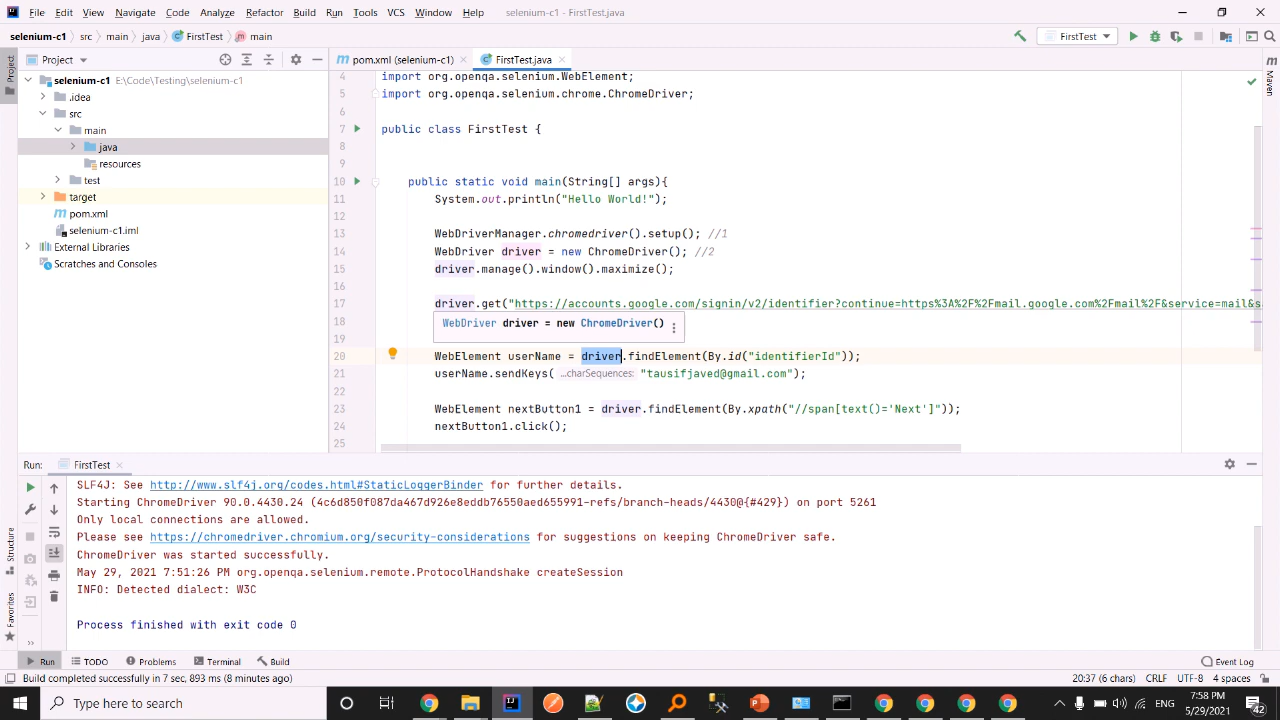 File Edit View Navigate Code Analyze Refactor Build Run Tools VCS Window Help selenium-c1 - FirstTest.java
selenium-c1 src main java FirstTest main FirstTest
Project pom.xml (selenium-c1) FirstTest.java
Project
Maven
Structure
Favorites
selenium-c1 E:\Code\Testing\selenium-c1
.idea
src
main
java
resources
test
target
pom.xml
selenium-c1.iml
External Libraries
Scratches and Consoles
4 import org.openqa.selenium.WebElement;
5 import org.openqa.selenium.chrome.ChromeDriver;
6
7 public class FirstTest {
8
9
10 public static void main(String[] args){
11 System.out.println("Hello World!");
12
13 WebDriverManager.chromedriver().setup(); //1
14 WebDriver driver = new ChromeDriver(); //2
15 driver.manage().window().maximize();
16
17 driver.get("https://accounts.google.com/signin/v2/identifier?continue=https%3A%2F%2Fmail.google.com%2Fmail%2F&service=mail&s
18 WebDriver driver = new ChromeDriver()
19
20 WebElement userName = driver.findElement(By.id("identifierId"));
21 userName.sendKeys( ...charSequences: "tausifjaved@gmail.com");
22
23 WebElement nextButton1 = driver.findElement(By.xpath("//span[text()='Next']"));
24 nextButton1.click();
25
Run: FirstTest
SLF4J: See http://www.slf4j.org/codes.html#StaticLoggerBinder for further details.
Starting ChromeDriver 90.0.4430.24 (4c6d850f087da467d926e8eddb76550aed655991-refs/branch-heads/4430@{#429}) on port 5261
Only local connections are allowed.
Please see https://chromedriver.chromium.org/security-considerations for suggestions on keeping ChromeDriver safe.
ChromeDriver was started successfully.
May 29, 2021 7:51:26 PM org.openqa.selenium.remote.ProtocolHandshake createSession
INFO: Detected dialect: W3C
Process finished with exit code 0
Run TODO Problems Terminal Build Event Log
Build completed successfully in 7 sec, 893 ms (8 minutes ago) 20:37 (6 chars) CRLF UTF-8 4 spaces
Type here to search ENG 7:58 PM
5/29/2021 42